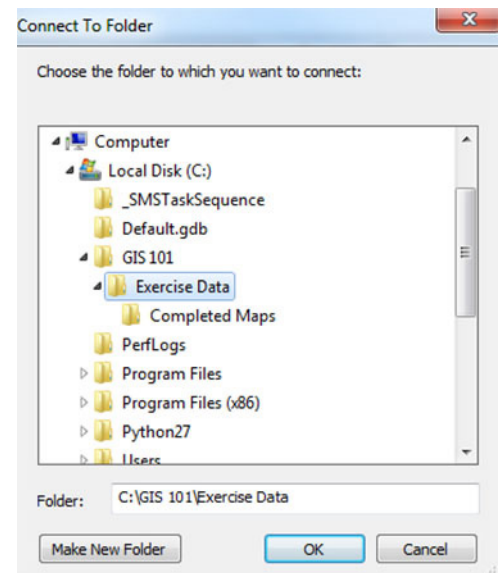 Connect To Folder
Choose the folder to which you want to connect:
Computer
Local Disk (C:)
_SMSTaskSequence
Default.gdb
GIS 101
Exercise Data
Completed Maps
PerfLogs
Program Files
Program Files (x86)
Python27
Users
Folder: C:\GIS 101\Exercise Data
Make New Folder OK Cancel